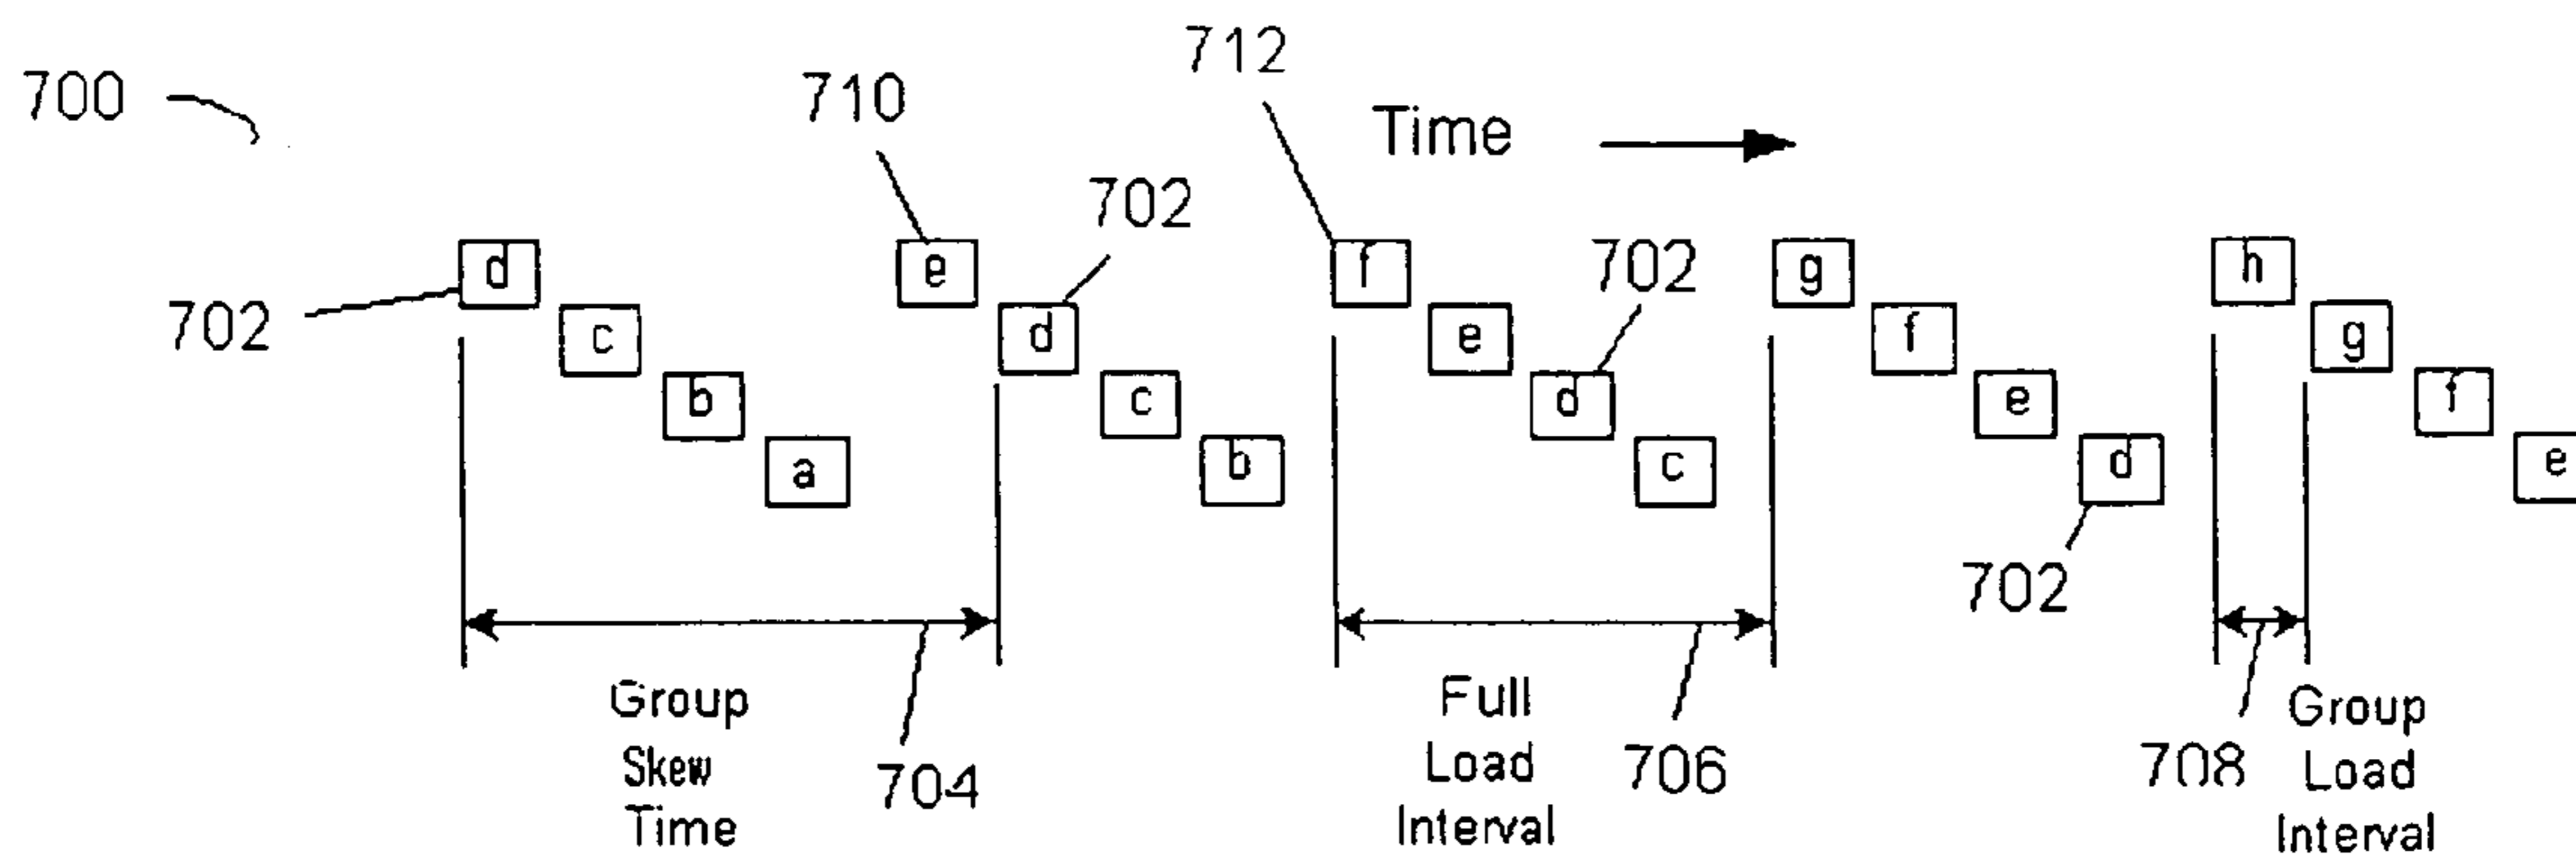 712
700
710
Time
702
d
e
f
702
g
h
702
c
d
e
f
g
b
c
d
e
f
a
b
c
d
e
702
Group
Skew
Time
704
Full
Load
Interval
706
708
Group
Load
Interval